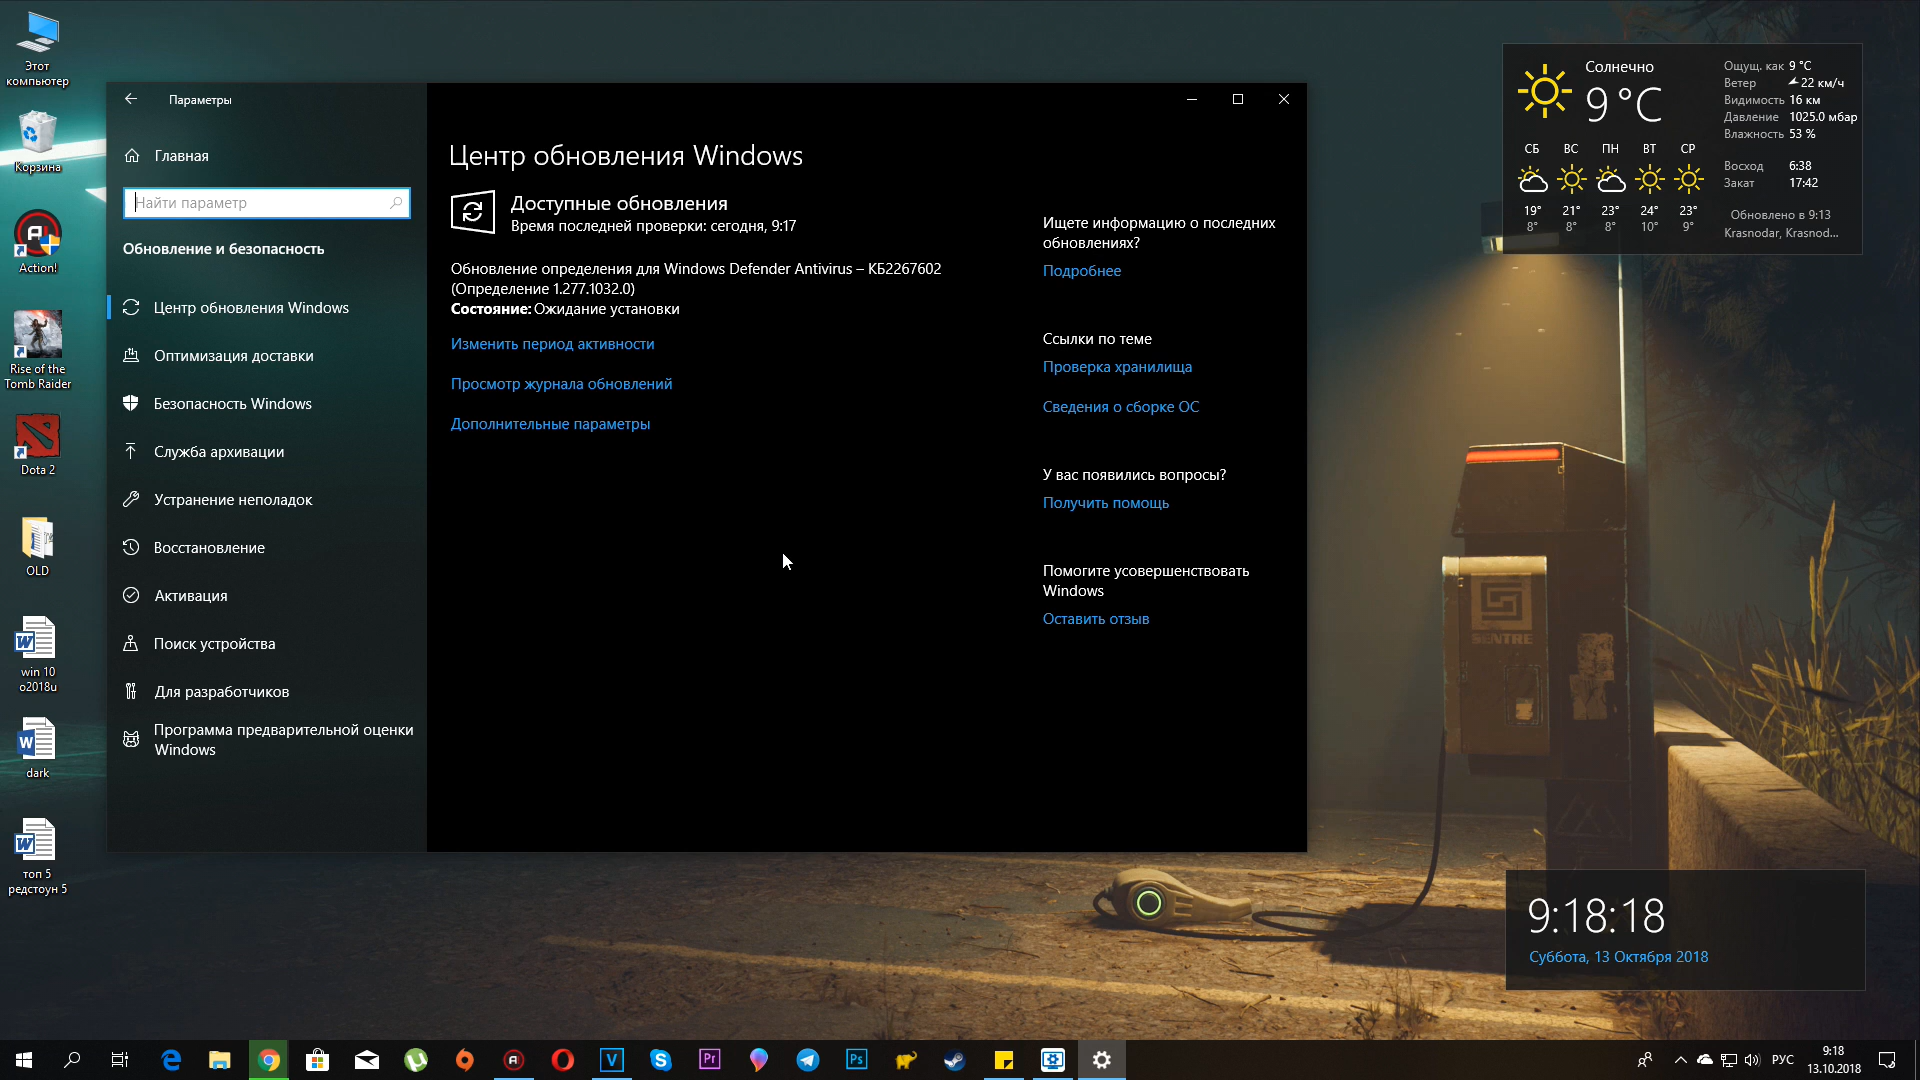 Этот
компьютер
Корзина
Action!
Rise of the
Tomb Raider
Dota 2
OLD
win 10
o2018u
dark
топ 5
редстоун 5
Параметры
Главная
Найти параметр
Обновление и безопасность
Центр обновления Windows
Оптимизация доставки
Безопасность Windows
Служба архивации
Устранение неполадок
Восстановление
Активация
Поиск устройства
Для разработчиков
Программа предварительной оценки
Windows
Центр обновления Windows
Доступные обновления
Время последней проверки: сегодня, 9:17
Обновление определения для Windows Defender Antivirus – КБ2267602
(Определение 1.277.1032.0)
Состояние: Ожидание установки
Изменить период активности
Просмотр журнала обновлений
Дополнительные параметры
Ищете информацию о последних
обновлениях?
Подробнее
Ссылки по теме
Проверка хранилища
Сведения о сборке ОС
У вас появились вопросы?
Получить помощь
Помогите усовершенствовать
Windows
Оставить отзыв
Солнечно
9 °C
Ощущ. как 9 °C
Ветер 22 км/ч
Видимость 16 км
Давление 1025.0 мбар
Влажность 53 %
Восход 6:38
Закат 17:42
Обновлено в 9:13
Krasnodar, Krasnod...
СБ ВС ПН ВТ СР
19° 21° 23° 24° 23°
8° 8° 8° 10° 9°
SENTRE
9:18:18
Суббота, 13 Октября 2018
РУС
9:18
13.10.2018